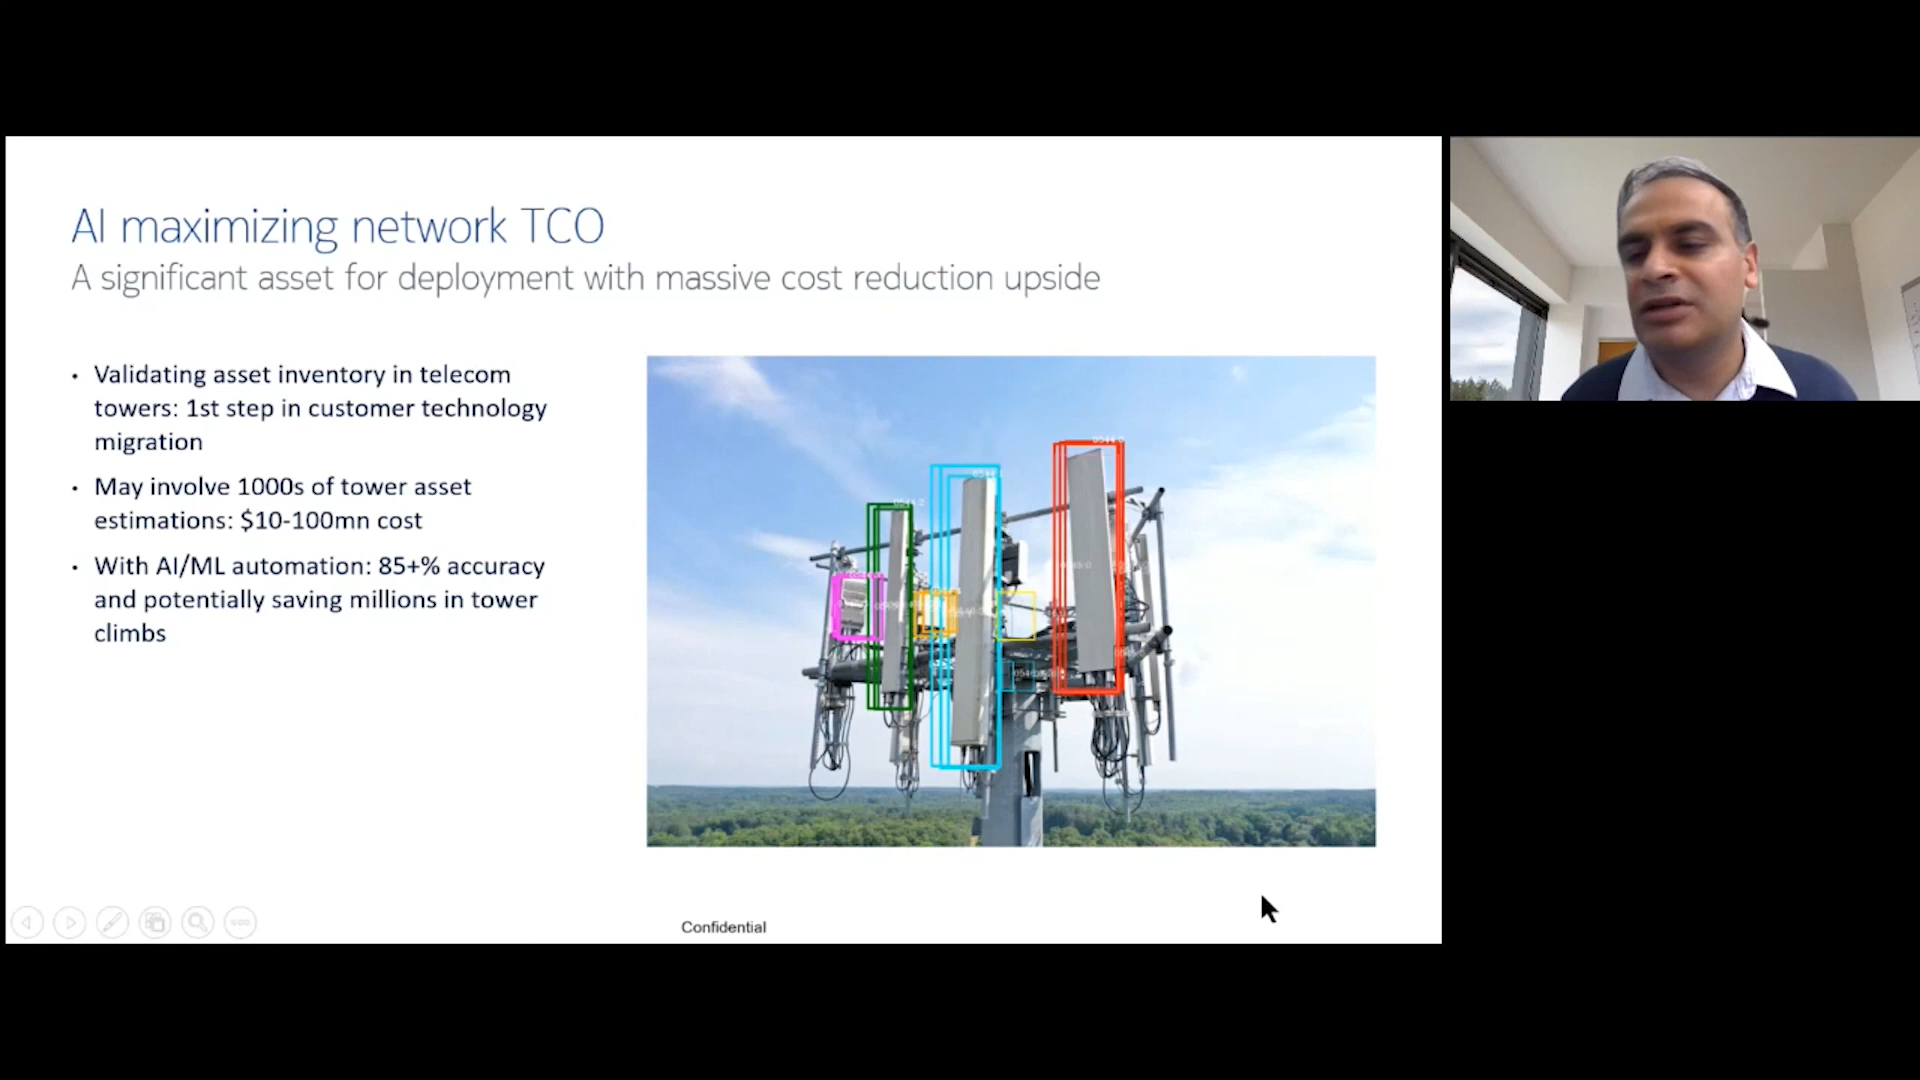 AI maximizing network TCO
A significant asset for deployment with massive cost reduction upside
• Validating asset inventory in telecom
towers: 1st step in customer technology
migration
• May involve 1000s of tower asset
estimations: $10-100mn cost
• With AI/ML automation: 85+% accuracy
and potentially saving millions in tower
climbs
Confidential